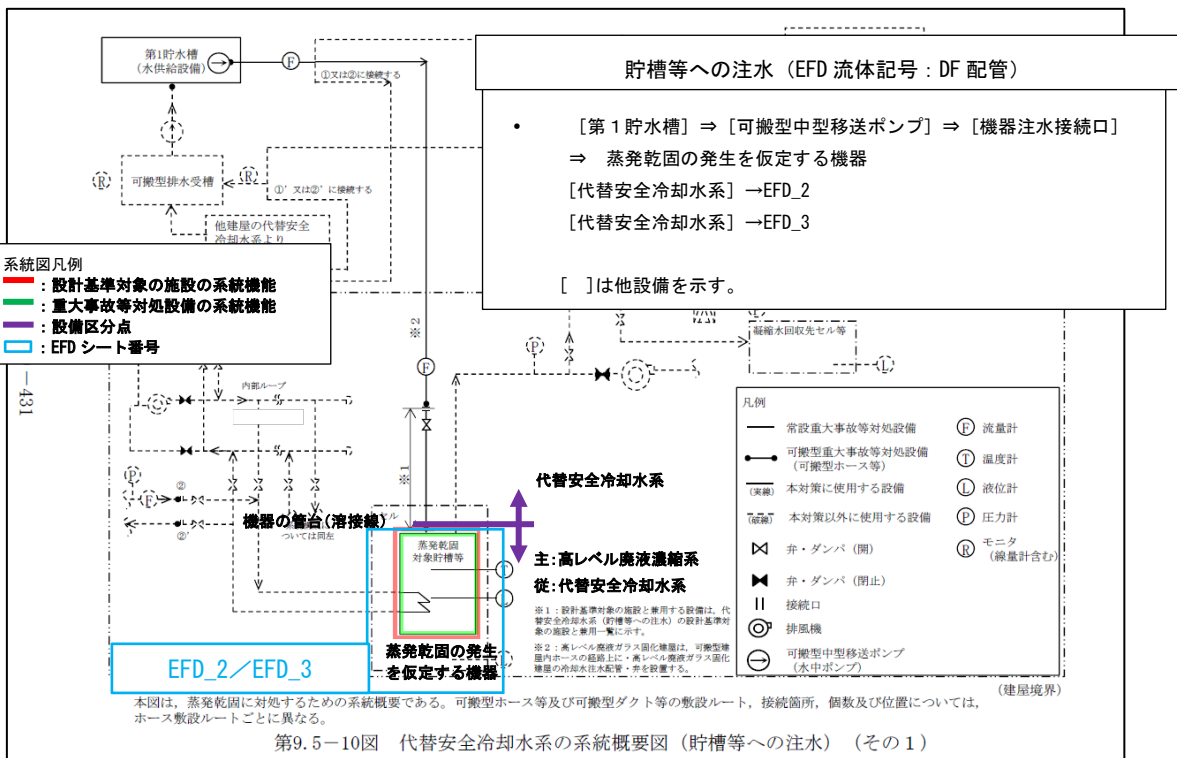 第1貯水槽
(水供給設備)
F
①又は②に接続する
貯槽等への注水（EFD 流体記号：DF 配管）
• ［第１貯水槽］⇒［可搬型中型移送ポンプ］⇒［機器注水接続口］
⇒ 蒸発乾固の発生を仮定する機器
［代替安全冷却水系］→EFD_2
［代替安全冷却水系］→EFD_3
［ ］は他設備を示す。
R
可搬型排水受槽
R
①’又は②’に接続する
他建屋の代替安全
冷却水系より
系統図凡例
：設計基準対象の施設の系統機能
：重大事故等対処設備の系統機能
：設備区分点
：EFD シート番号
－431
※2
F
P
凝縮水回収先セル等
L
内部ループ
※1
P
F
②
②’
機器の管台(溶接線)
セル
ついては同左
代替安全冷却水系
蒸発乾固
対象貯槽等
主：高レベル廃液濃縮系
従：代替安全冷却水系
※１：設計基準対象の施設と兼用する設備は，代
替安全冷却水系（貯槽等への注水）の設計基準対
象の施設と兼用一覧に示す。
※２：高レベル廃液ガラス固化建屋は，可搬型建
屋内ホースの経路上に・高レベル廃液ガラス固化
建屋の冷却水注水配管・弁を設置する。
蒸発乾固の発生
を仮定する機器
EFD_2／EFD_3
凡例
常設重大事故等対処設備
可搬型重大事故等対処設備
（可搬型ホース等）
(実線) 本対策に使用する設備
(破線) 本対策以外に使用する設備
弁・ダンパ（開）
弁・ダンパ（閉止）
接続口
排風機
可搬型中型移送ポンプ
（水中ポンプ）
F 流量計
T 温度計
L 液位計
P 圧力計
R モニタ
（線量計含む）
(建屋境界)
本図は，蒸発乾固に対処するための系統概要である。可搬型ホース等及び可搬型ダクト等の敷設ルート，接続箇所，個数及び位置については，
ホース敷設ルートごとに異なる。
第9.5－10図 代替安全冷却水系の系統概要図（貯槽等への注水）（その１）